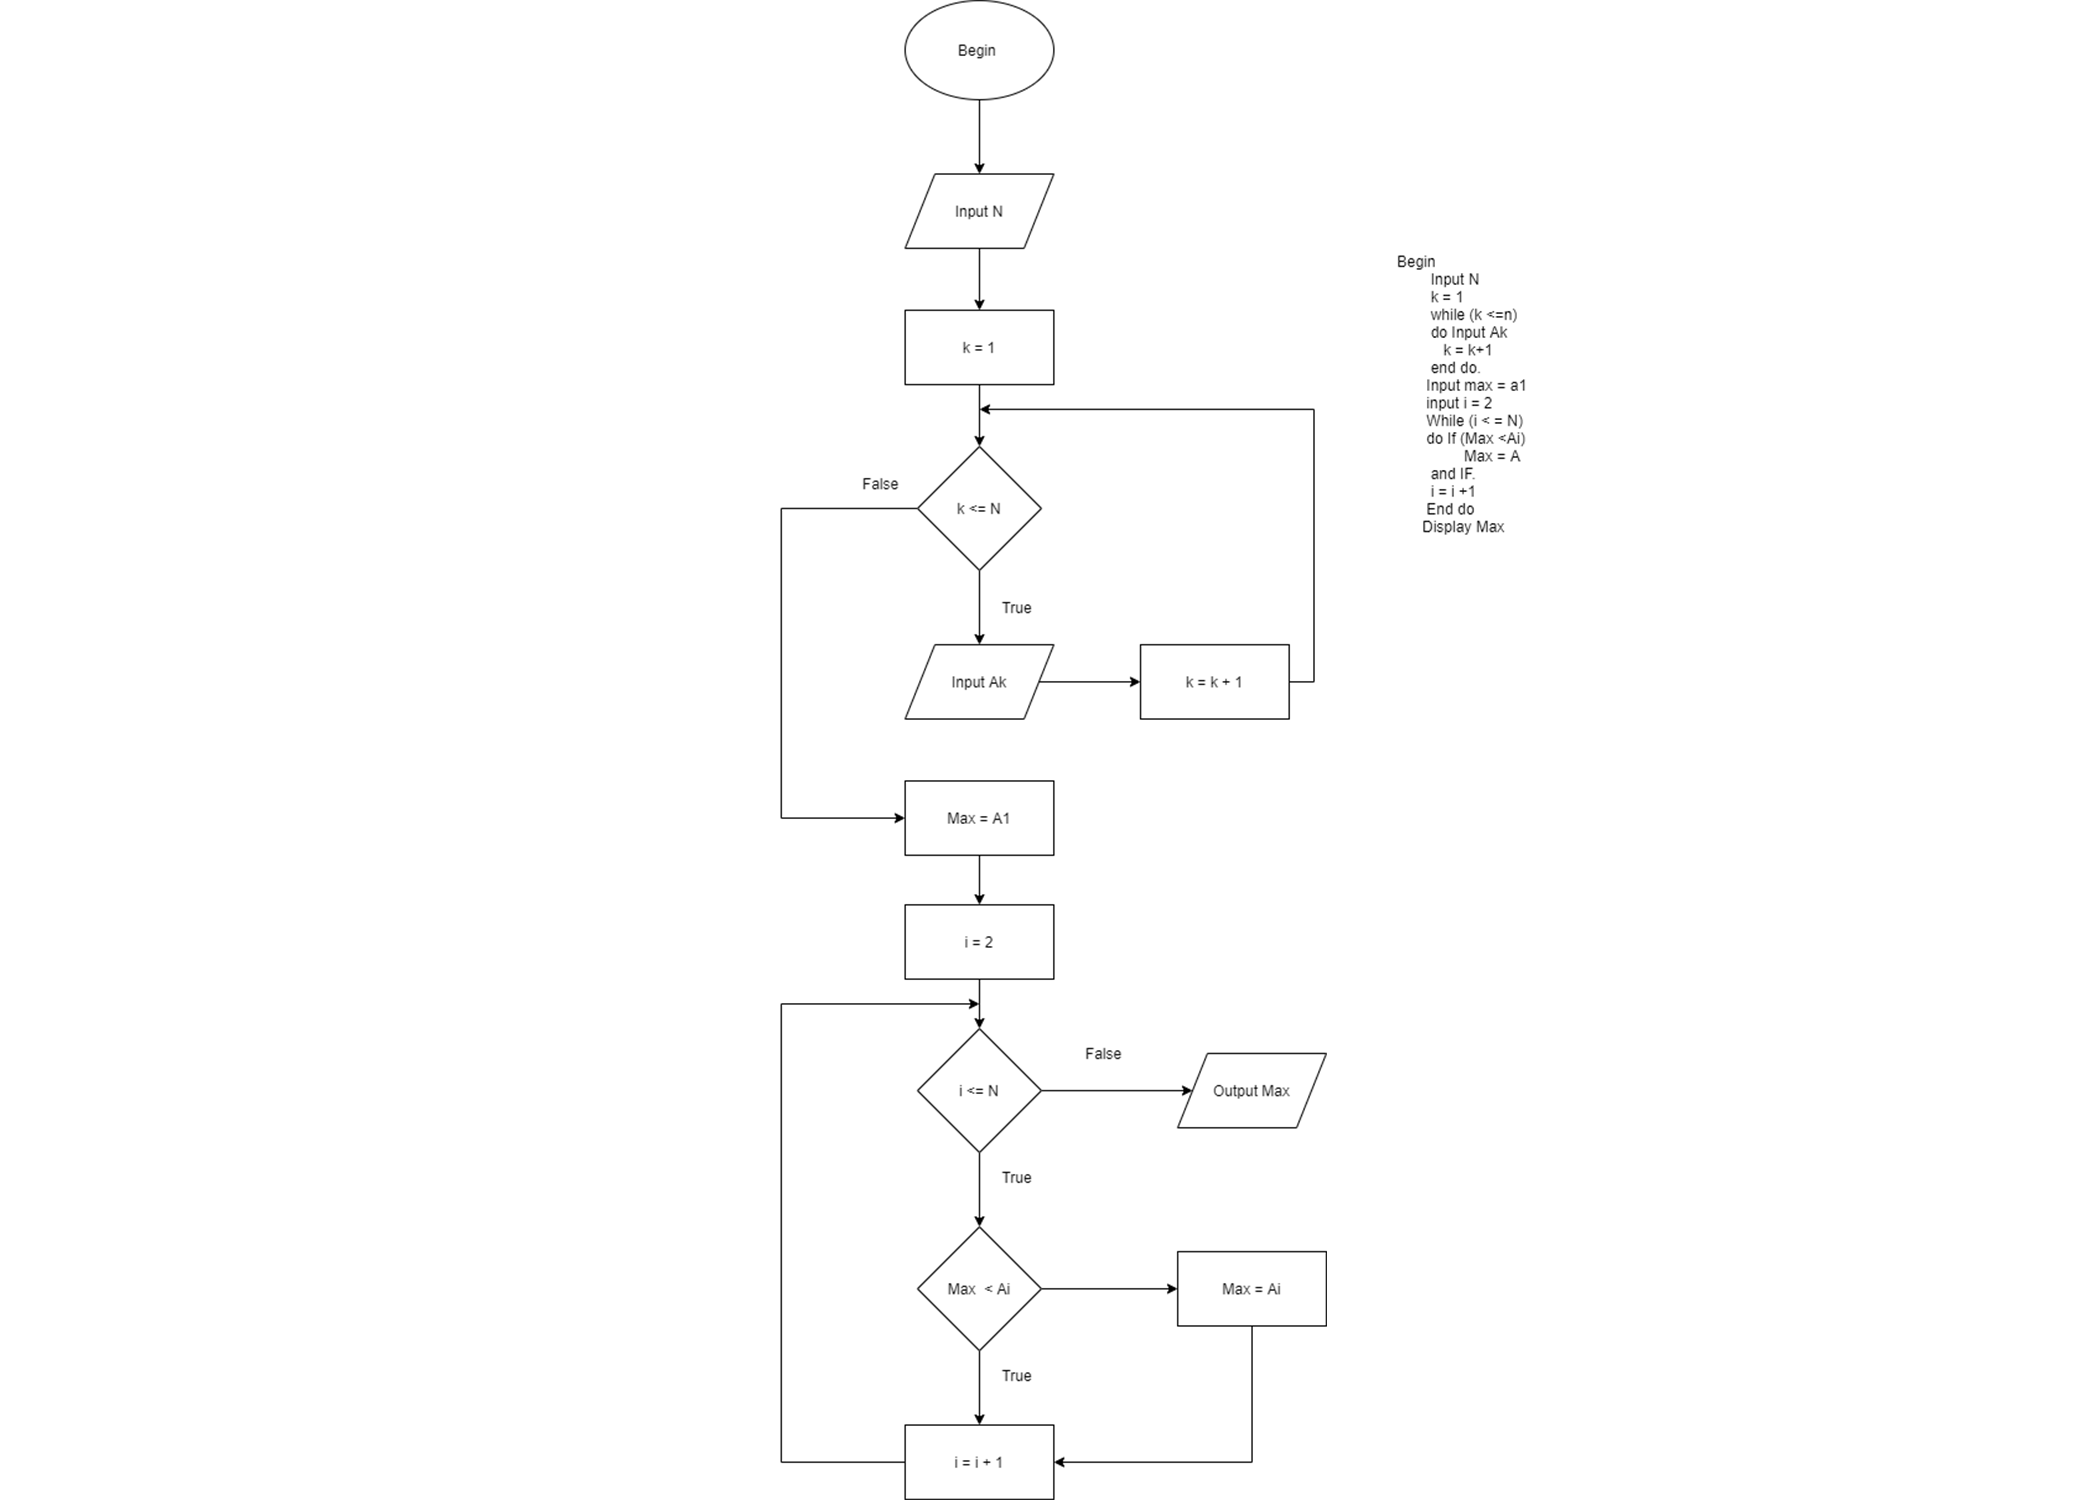 Begin
Input N
k = 1
k <= N
False
True
Input Ak
k = k + 1
Max = A1
i = 2
i <= N
False
Output Max
True
Max < Ai
Max = Ai
True
i = i + 1
Begin
Input N
k = 1
while (k <=n)
do Input Ak
k = k+1
end do.
Input max = a1
input i = 2
While (i < = N)
do If (Max <Ai)
Max = A
and IF.
i = i +1
End do
Display Max